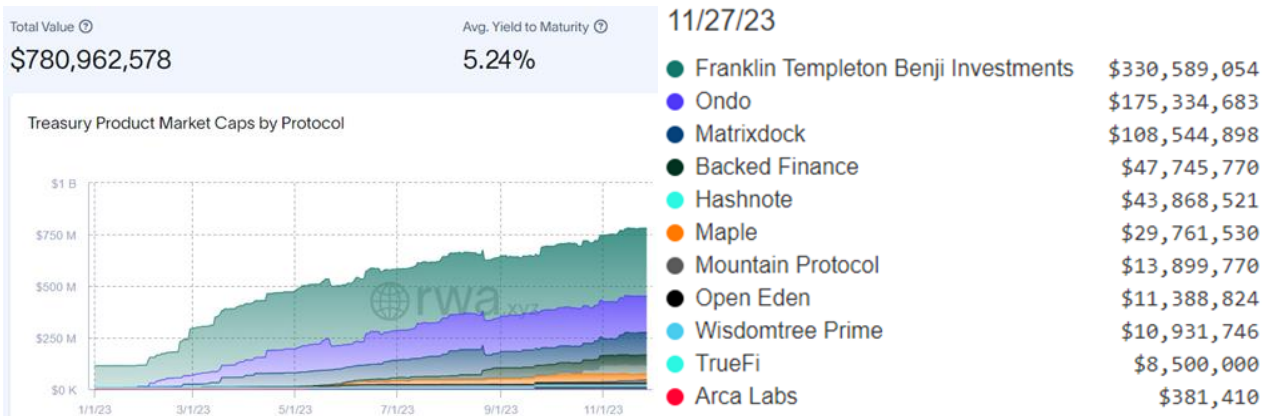 Total Value ?
$780,962,578
Avg. Yield to Maturity ?
5.24%
Treasury Product Market Caps by Protocol
$1 B
$750 M
$500 M
$250 M
$0 K
1/1/23 3/1/23 5/1/23 7/1/23 9/1/23 11/1/23
rwa.xyz
11/27/23
Franklin Templeton Benji Investments $330,589,054
Ondo $175,334,683
Matrixdock $108,544,898
Backed Finance $47,745,770
Hashnote $43,868,521
Maple $29,761,530
Mountain Protocol $13,899,770
Open Eden $11,388,824
Wisdomtree Prime $10,931,746
TrueFi $8,500,000
Arca Labs $381,410